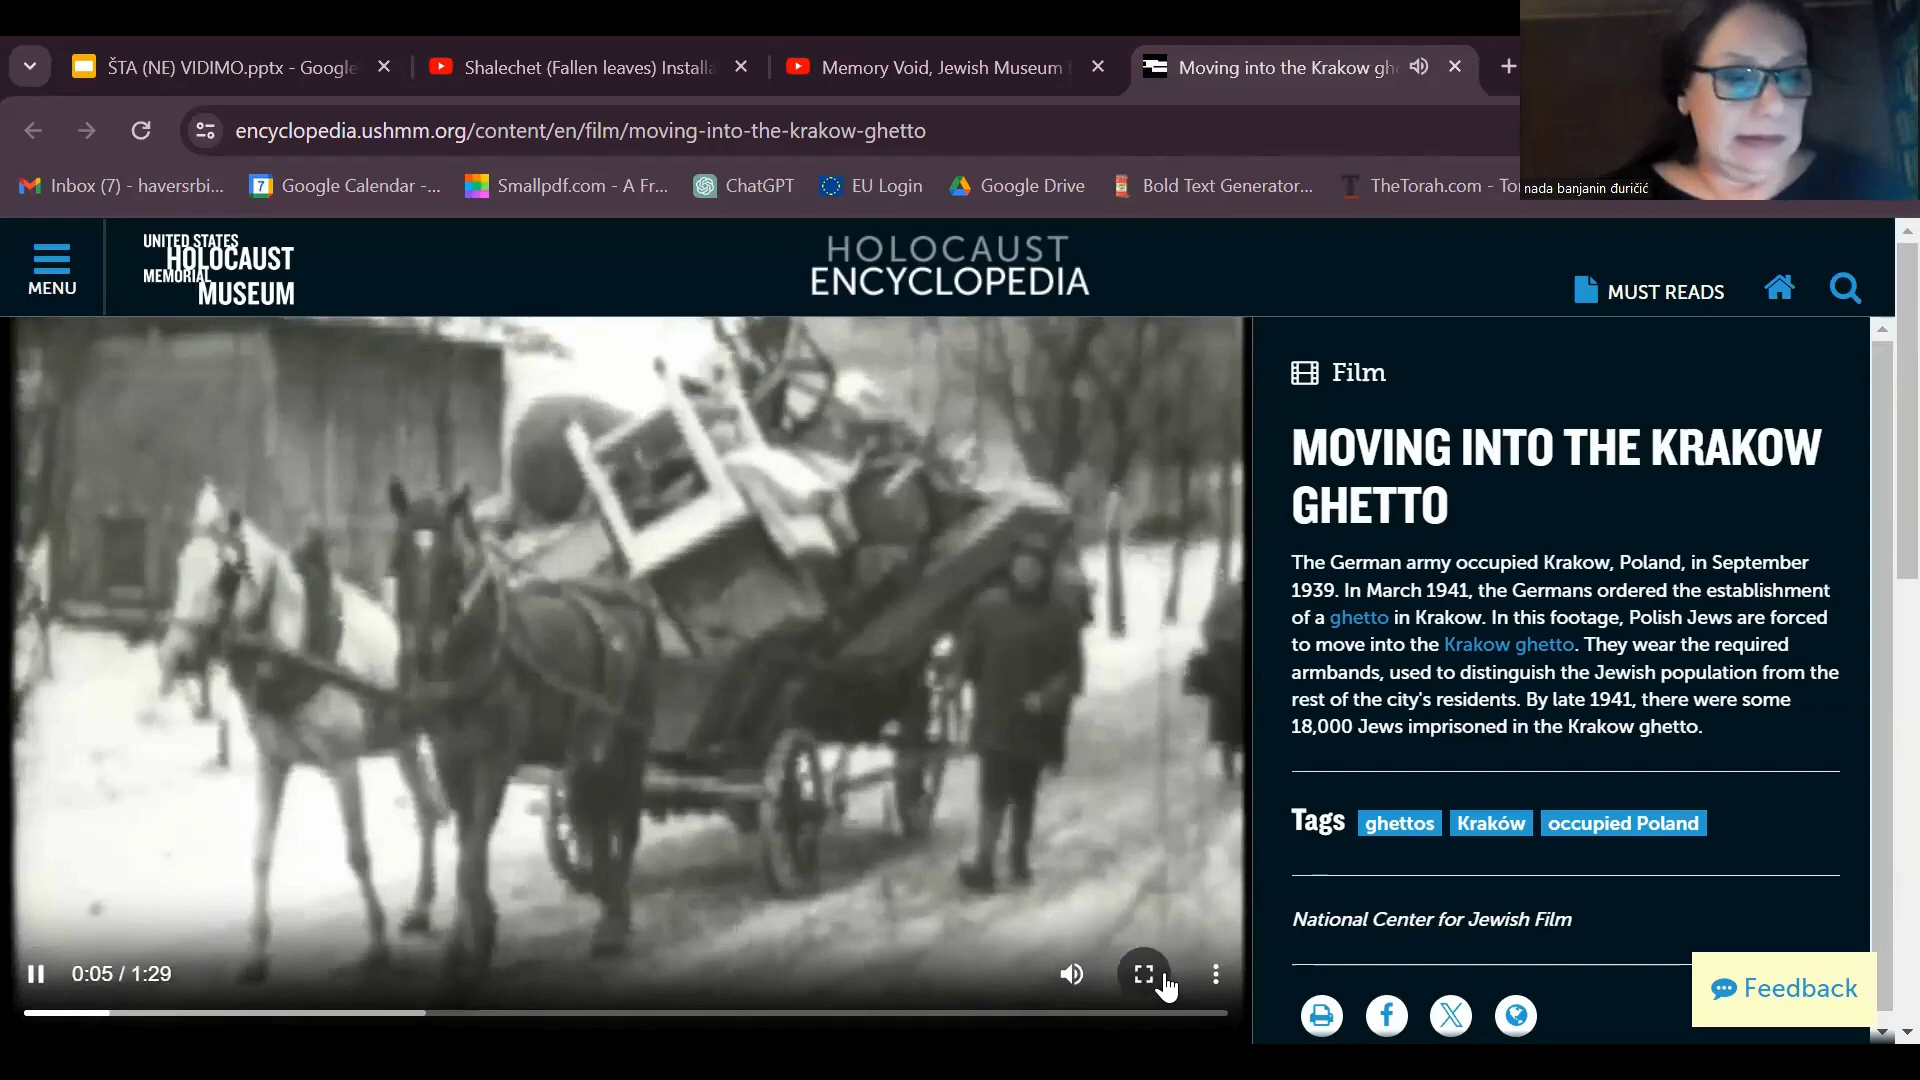 ŠTA (NE) VIDIMO.pptx - Google
Shalechet (Fallen leaves) Installa
Memory Void, Jewish Museum
Moving into the Krakow gh
encyclopedia.ushmm.org/content/en/film/moving-into-the-krakow-ghetto
Inbox (7) - haversrbi...
7
Google Calendar -...
Smallpdf.com - A Fr...
ChatGPT
EU Login
Google Drive
Bold Text Generator...
TheTorah.com - To
nada banjanin đuričić
MENU
UNITED STATES
HOLOCAUST
MEMORIAL
MUSEUM
HOLOCAUST
ENCYCLOPEDIA
MUST READS
Film
MOVING INTO THE KRAKOW
GHETTO
The German army occupied Krakow, Poland, in September
1939. In March 1941, the Germans ordered the establishment
of a ghetto in Krakow. In this footage, Polish Jews are forced
to move into the Krakow ghetto. They wear the required
armbands, used to distinguish the Jewish population from the
rest of the city's residents. By late 1941, there were some
18,000 Jews imprisoned in the Krakow ghetto.
Tags ghettos Kraków occupied Poland
National Center for Jewish Film
0:05 / 1:29
Feedback